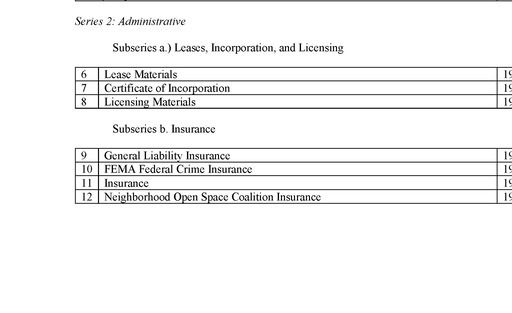 Series 2: Administrative
Subseries a.) Leases, Incorporation, and Licensing
6 Lease Materials 19
7 Certificate of Incorporation 19
8 Licensing Materials 19
Subseries b. Insurance
9 General Liability Insurance 19
10 FEMA Federal Crime Insurance 19
11 Insurance 19
12 Neighborhood Open Space Coalition Insurance 19